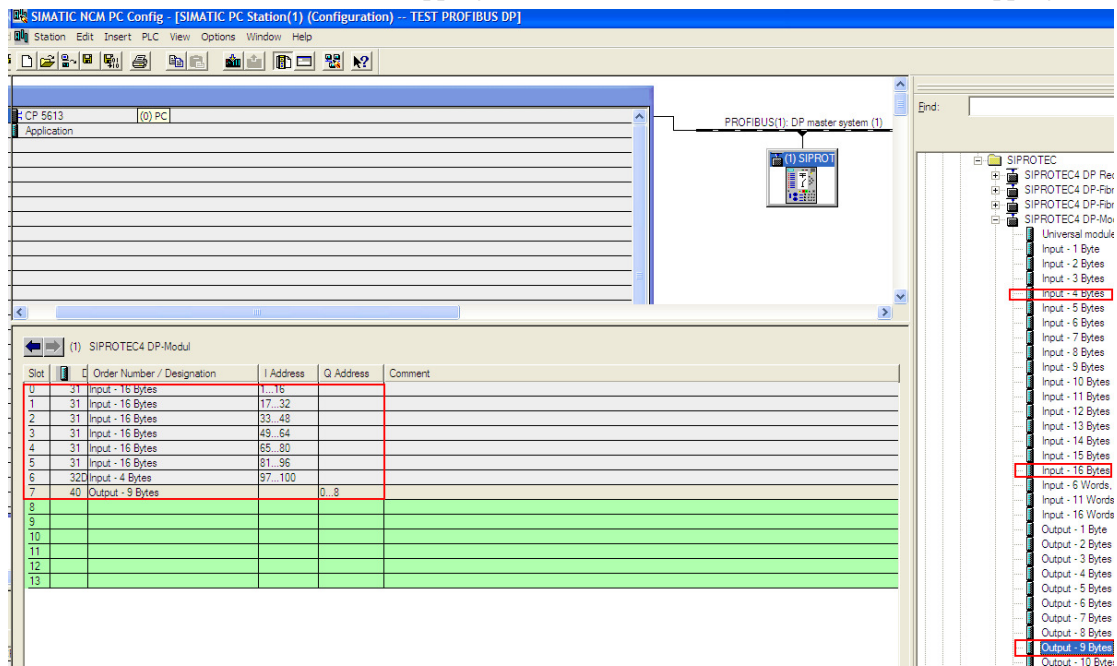 SIMATIC NCM PC Config - [SIMATIC PC Station(1) (Configuration) -- TEST PROFIBUS DP]
Station Edit Insert PLC View Options Window Help
CP 5613 (0) PC
Application
PROFIBUS(1): DP master system (1)
(1) SIPROT
Find:
SIPROTEC
SIPROTEC4 DP Rec
SIPROTEC4 DP-Fibr
SIPROTEC4 DP-Fibr
SIPROTEC4 DP-Mod
Universal module
Input - 1 Byte
Input - 2 Bytes
Input - 3 Bytes
Input - 4 Bytes
Input - 5 Bytes
Input - 6 Bytes
Input - 7 Bytes
Input - 8 Bytes
Input - 9 Bytes
Input - 10 Bytes
Input - 11 Bytes
Input - 12 Bytes
Input - 13 Bytes
Input - 14 Bytes
Input - 15 Bytes
Input - 16 Bytes
Input - 6 Words,
Input - 11 Words
Input - 16 Words
Output - 1 Byte
Output - 2 Bytes
Output - 3 Bytes
Output - 4 Bytes
Output - 5 Bytes
Output - 6 Bytes
Output - 7 Bytes
Output - 8 Bytes
Output - 9 Bytes
Output - 10 Bytes
(1) SIPROTEC4 DP-Modul
Slot D Order Number / Designation I Address Q Address Comment
0 31 Input - 16 Bytes 1...16
1 31 Input - 16 Bytes 17...32
2 31 Input - 16 Bytes 33...48
3 31 Input - 16 Bytes 49...64
4 31 Input - 16 Bytes 65...80
5 31 Input - 16 Bytes 81...96
6 32D Input - 4 Bytes 97...100
7 40 Output - 9 Bytes 0...8
8
9
10
11
12
13